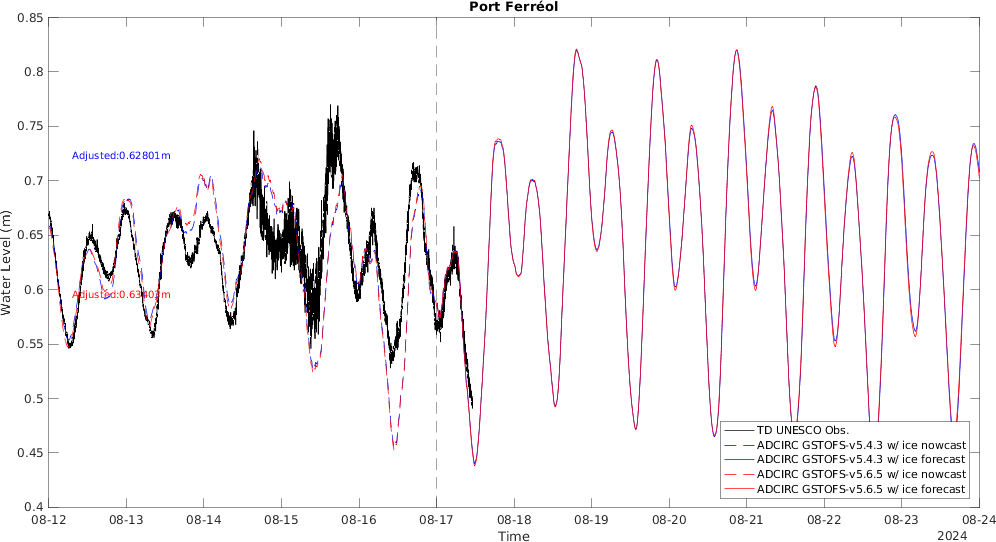 Port Ferréol
0.85
0.8
0.75
0.7
0.65
0.6
0.55
0.5
0.45
0.4
Water Level (m)
Adjusted:0.62801m
Adjusted:0.63403m
TD UNESCO Obs.
ADCIRC GSTOFS-v5.4.3 w/ ice nowcast
ADCIRC GSTOFS-v5.4.3 w/ ice forecast
ADCIRC GSTOFS-v5.6.5 w/ ice nowcast
ADCIRC GSTOFS-v5.6.5 w/ ice forecast
08-12 08-13 08-14 08-15 08-16 08-17 08-18 08-19 08-20 08-21 08-22 08-23 08-24
Time
2024